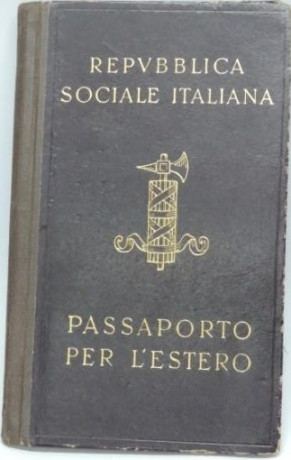 REPVBBLICA
SOCIALE ITALIANA
PASSAPORTO
PER L'ESTERO